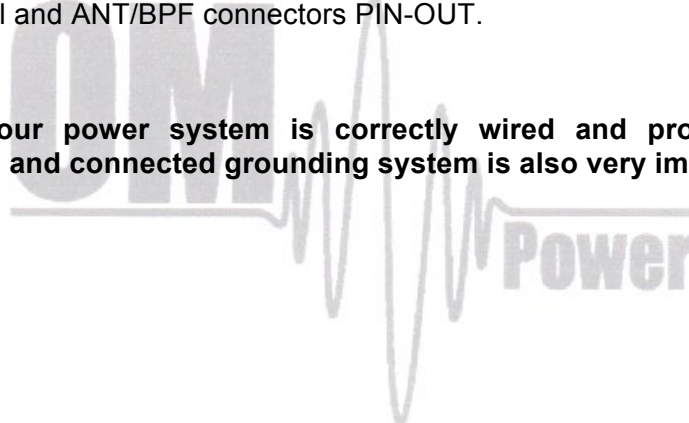 l and ANT/BPF connectors PIN-OUT.
OM
our power system is correctly wired and pro
and connected grounding system is also very im
Power